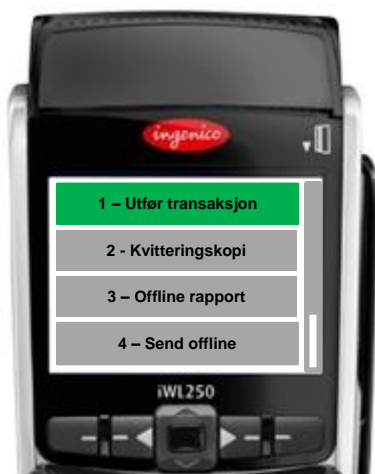 ingenico
1 – Utfør transaksjon
2 - Kvitteringskopi
3 – Offline rapport
4 – Send offline
iWL250